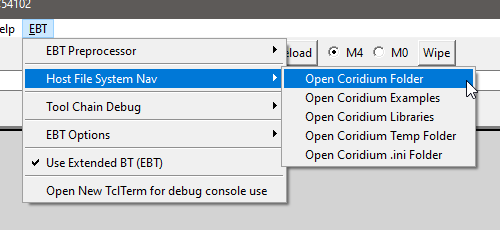 54102
elp EBT
eload M4 M0 Wipe
EBT Preprocessor
Host File System Nav
Tool Chain Debug
EBT Options
Use Extended BT (EBT)
Open New TclTerm for debug console use
Open Coridium Folder
Open Coridium Examples
Open Coridium Libraries
Open Coridium Temp Folder
Open Coridium .ini Folder